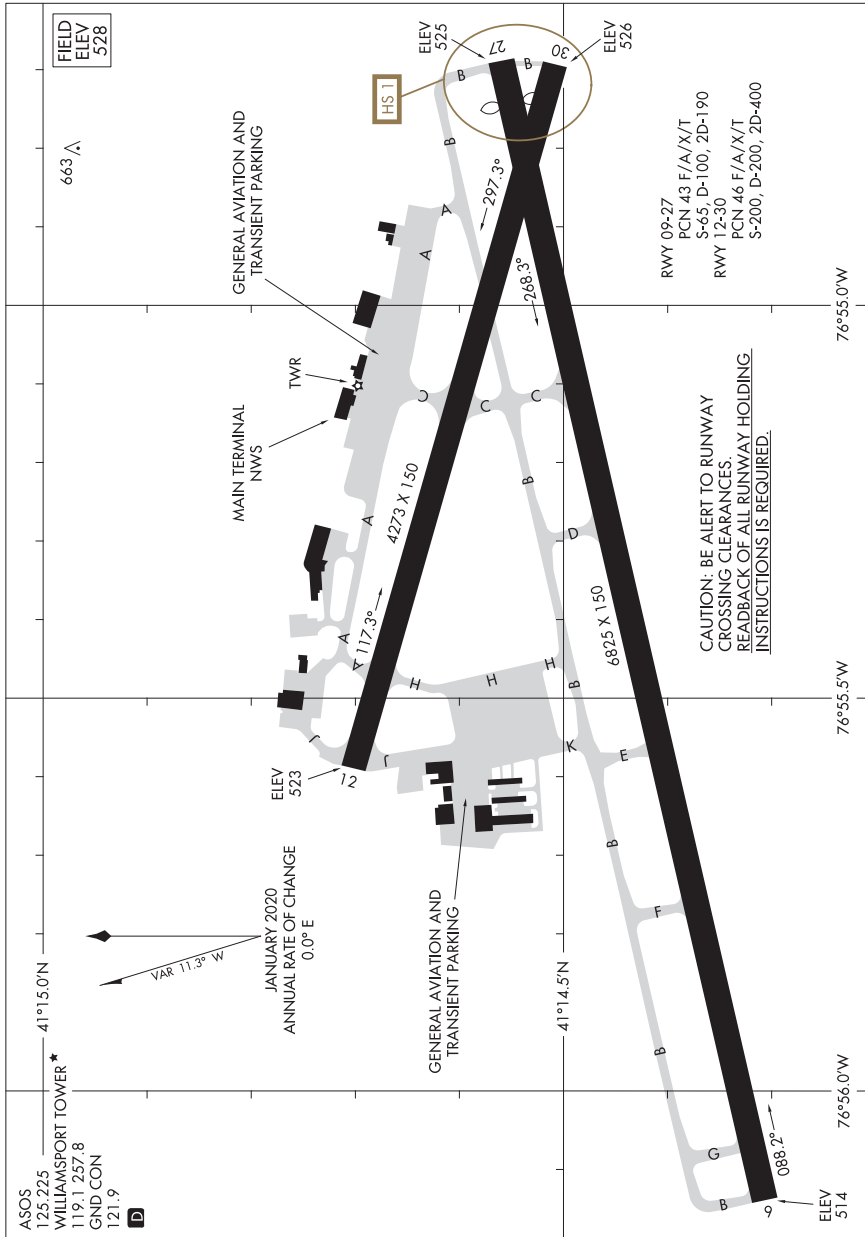 ASOS
125.225
WILLIAMSPORT TOWER ★
119.1 257.8
GND CON
121.9
D
41°15.0'N
VAR 11.3° W
JANUARY 2020
ANNUAL RATE OF CHANGE
0.0° E
663
FIELD
ELEV
528
MAIN TERMINAL
NWS
TWR
GENERAL AVIATION AND
TRANSIENT PARKING
HS 1
ELEV
525
27
B
B
30
ELEV
526
B
A
A
297.3°
268.3°
C
C
C
A
A
A
117.3°
4273 X 150
ELEV
523
12
J
J
H
H
H
GENERAL AVIATION AND
TRANSIENT PARKING
41°14.5'N
K
B
B
D
E
B
F
B
G
B
6825 X 150
9
088.2°
ELEV
514
CAUTION: BE ALERT TO RUNWAY
CROSSING CLEARANCES.
READBACK OF ALL RUNWAY HOLDING
INSTRUCTIONS IS REQUIRED.
RWY 09-27
PCN 43 F/A/X/T
S-65, D-100, 2D-190
RWY 12-30
PCN 46 F/A/X/T
S-200, D-200, 2D-400
76°56.0'W
76°55.5'W
76°55.0'W